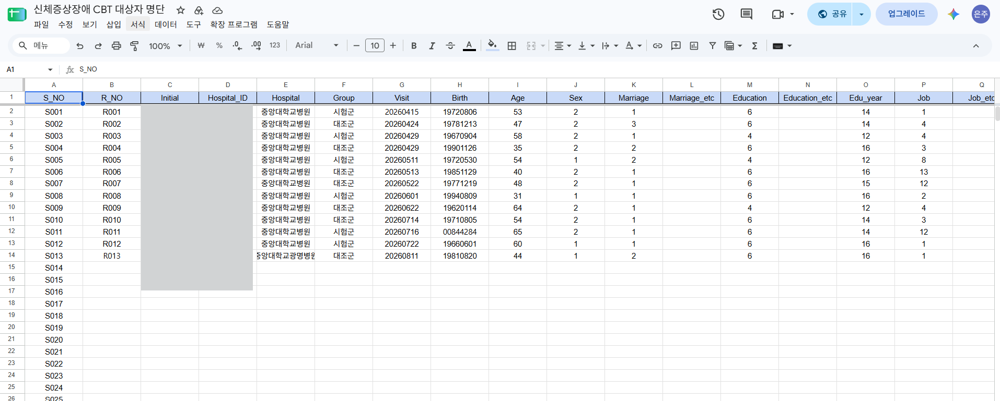 신체증상장애 CBT 대상자 명단
파일 수정 보기 삽입 서식 데이터 도구 확장 프로그램 도움말
공유 업그레이드 은주
메뉴 100% ₩ % .0 .00 123 Arial 10 B I A
A1 fx S_NO
A B C D E F G H I J K L M N O P Q
1 S_NO R_NO Initial Hospital_ID Hospital Group Visit Birth Age Sex Marriage Marriage_etc Education Education_etc Edu_year Job Job_etc
2 S001 R001 중앙대학교병원 시험군 20260415 19720806 53 2 1 6 14 1
3 S002 R002 중앙대학교병원 대조군 20260424 19781213 47 2 3 6 14 4
4 S003 R003 중앙대학교병원 시험군 20260429 19670904 58 2 1 4 12 4
5 S004 R004 중앙대학교병원 대조군 20260429 19901126 35 2 2 6 16 3
6 S005 R005 중앙대학교병원 시험군 20260511 19720530 54 1 2 4 12 8
7 S006 R006 중앙대학교병원 대조군 20260513 19851129 40 2 1 6 16 13
8 S007 R007 중앙대학교병원 대조군 20260522 19771219 48 2 1 6 15 12
9 S008 R008 중앙대학교병원 시험군 20260601 19940809 31 1 1 6 16 2
10 S009 R009 중앙대학교병원 대조군 20260622 19620114 64 2 1 4 12 4
11 S010 R010 중앙대학교병원 대조군 20260714 19710805 54 2 1 6 14 3
12 S011 R011 중앙대학교병원 시험군 20260716 00844284 65 2 1 6 14 12
13 S012 R012 중앙대학교병원 시험군 20260722 19660601 60 1 1 6 16 1
14 S013 R013 중앙대학교광명병원 대조군 20260811 19810820 44 1 2 6 16 1
15 S014
16 S015
17 S016
18 S017
19 S018
20 S019
21 S020
22 S021
23 S022
24 S023
25 S024
26 S025